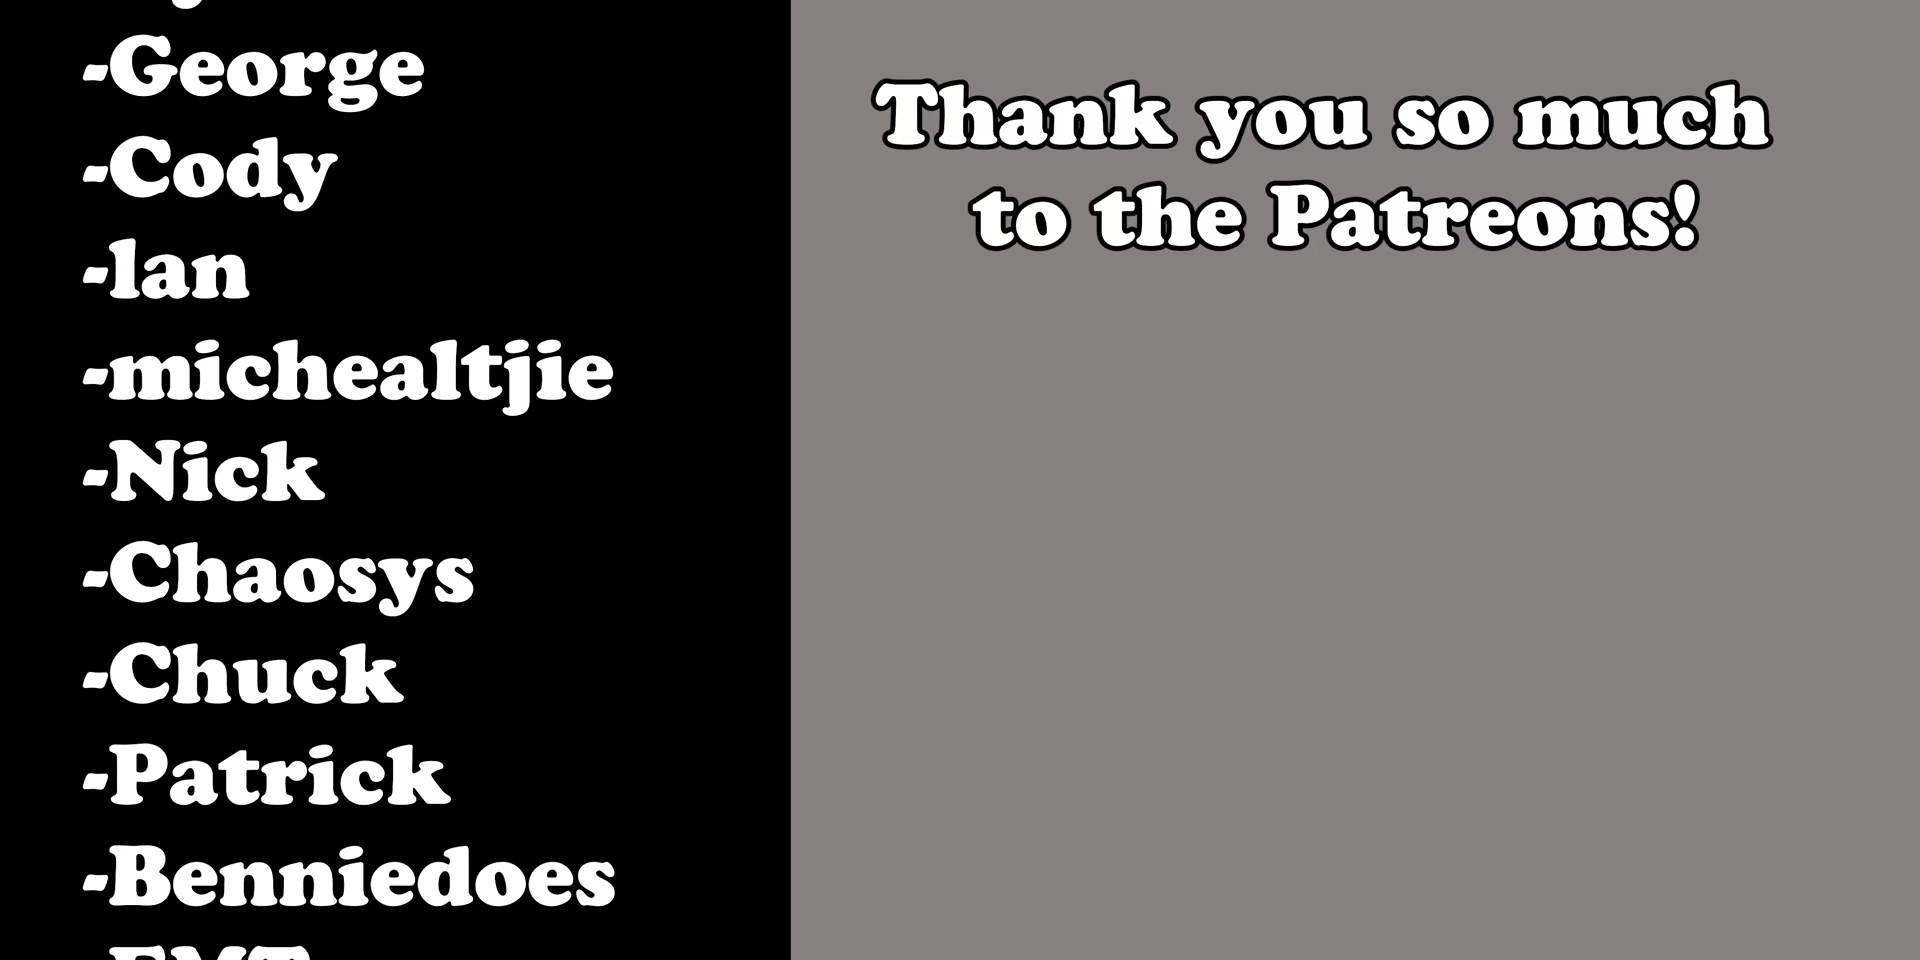 -George
-Cody
-lan
-michealtjie
-Nick
-Chaosys
-Chuck
-Patrick
-Benniedoes
Thank you so much
to the Patreons!